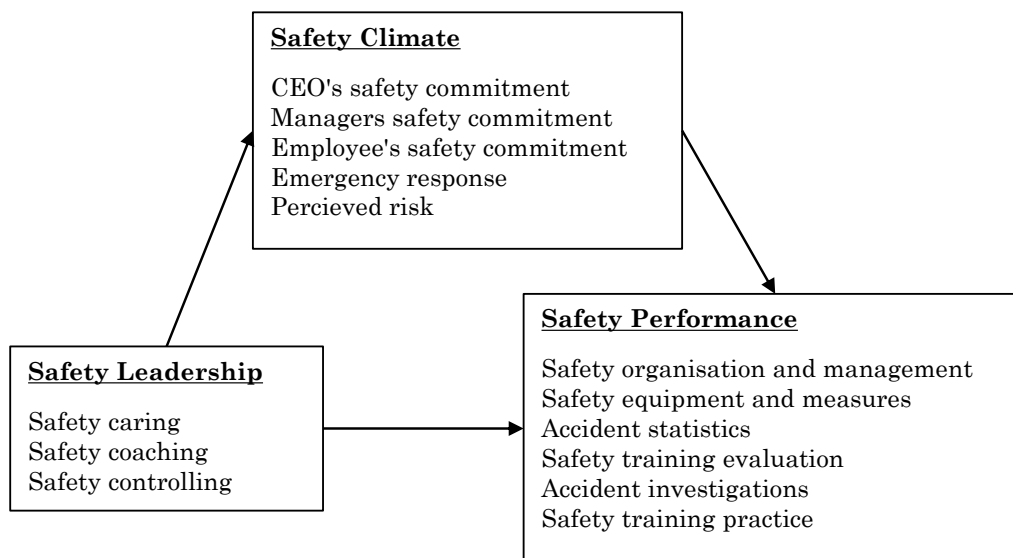 Safety Climate
CEO's safety commitment
Managers safety commitment
Employee's safety commitment
Emergency response
Percieved risk
Safety Leadership
Safety caring
Safety coaching
Safety controlling
Safety Performance
Safety organisation and management
Safety equipment and measures
Accident statistics
Safety training evaluation
Accident investigations
Safety training practice